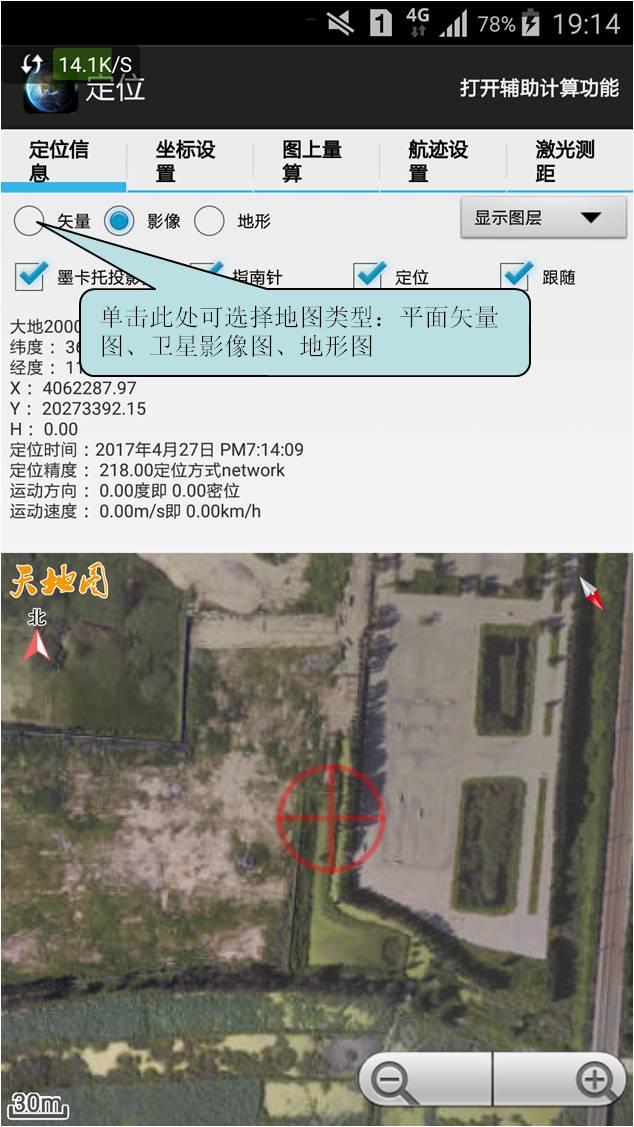 4G
1
78%
19:14
14.1K/S
定位
打开辅助计算功能
定位信
息
坐标设
置
图上量
算
航迹设
置
激光测
距
矢量
影像
地形
显示图层
墨卡托投影
指南针
定位
跟随
单击此处可选择地图类型：平面矢量
图、卫星影像图、地形图
大地2000
纬度：36
经度：11
X：4062287.97
Y：20273392.15
H：0.00
定位时间：2017年4月27日 PM7:14:09
定位精度：218.00定位方式network
运动方向：0.00度即 0.00密位
运动速度：0.00m/s即 0.00km/h
天地图
北
30m